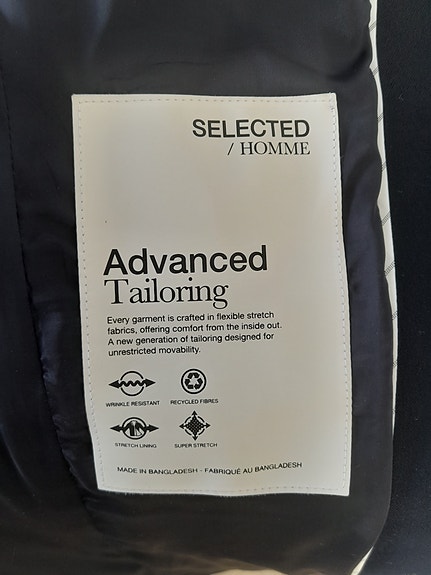 SELECTED
/ HOMME
Advanced
Tailoring
Every garment is crafted in flexible stretch
fabrics, offering comfort from the inside out.
A new generation of tailoring designed for
unrestricted movability.
WRINKLE RESISTANT RECYCLED FIBRES
STRETCH LINING SUPER STRETCH
MADE IN BANGLADESH - FABRIQUÉ AU BANGLADESH